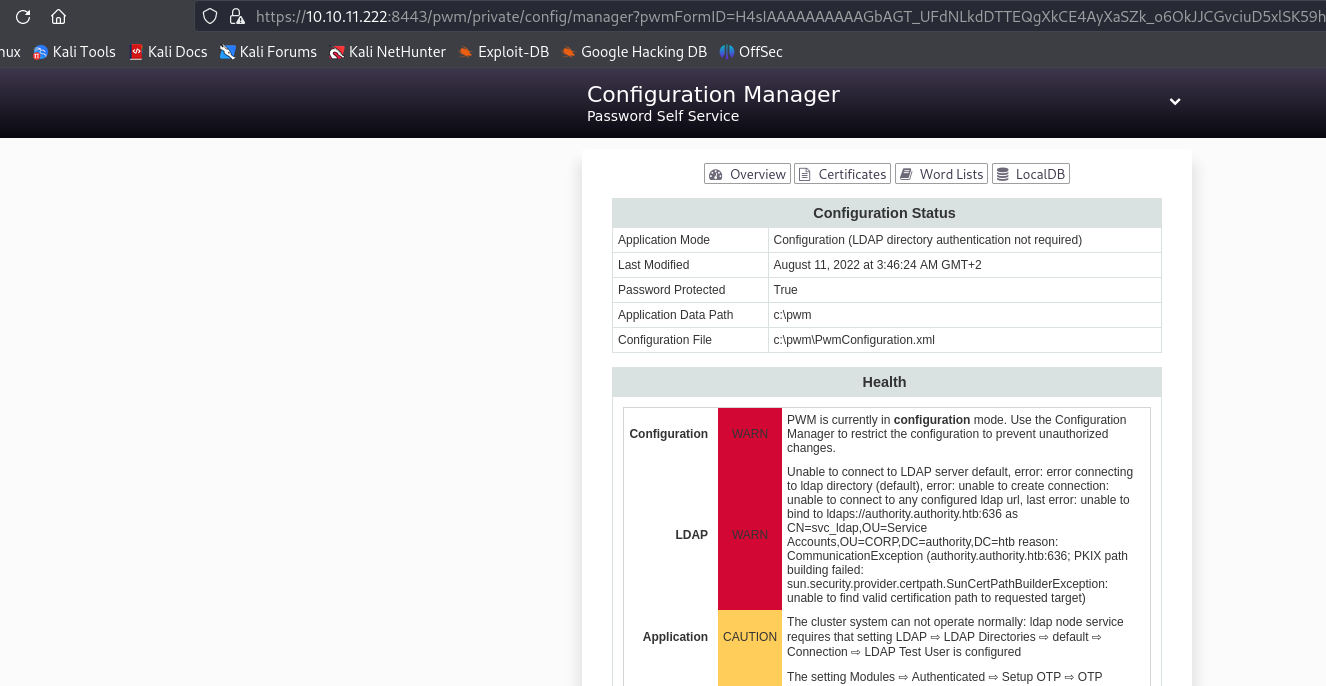 https://10.10.11.222:8443/pwm/private/config/manager?pwmFormID=H4sIAAAAAAAAAGbAGT_UFdNLkdDTTEQgXkCE4AyXaSZk_o6OkJJCGvciuD5xlSK59h
nux Kali Tools Kali Docs Kali Forums Kali NetHunter Exploit-DB Google Hacking DB OffSec
Configuration Manager
Password Self Service
Overview Certificates Word Lists LocalDB
Configuration Status
Application Mode Configuration (LDAP directory authentication not required)
Last Modified August 11, 2022 at 3:46:24 AM GMT+2
Password Protected True
Application Data Path c:\pwm
Configuration File c:\pwm\PwmConfiguration.xml
Health
Configuration WARN PWM is currently in configuration mode. Use the Configuration
Manager to restrict the configuration to prevent unauthorized
changes.
LDAP WARN Unable to connect to LDAP server default, error: error connecting
to ldap directory (default), error: unable to create connection:
unable to connect to any configured ldap url, last error: unable to
bind to ldaps://authority.authority.htb:636 as
CN=svc_ldap,OU=Service
Accounts,OU=CORP,DC=authority,DC=htb reason:
CommunicationException (authority.authority.htb:636; PKIX path
building failed:
sun.security.provider.certpath.SunCertPathBuilderException:
unable to find valid certification path to requested target)
Application CAUTION The cluster system can not operate normally: ldap node service
requires that setting LDAP ⇨ LDAP Directories ⇨ default ⇨
Connection ⇨ LDAP Test User is configured
The setting Modules ⇨ Authenticated ⇨ Setup OTP ⇨ OTP